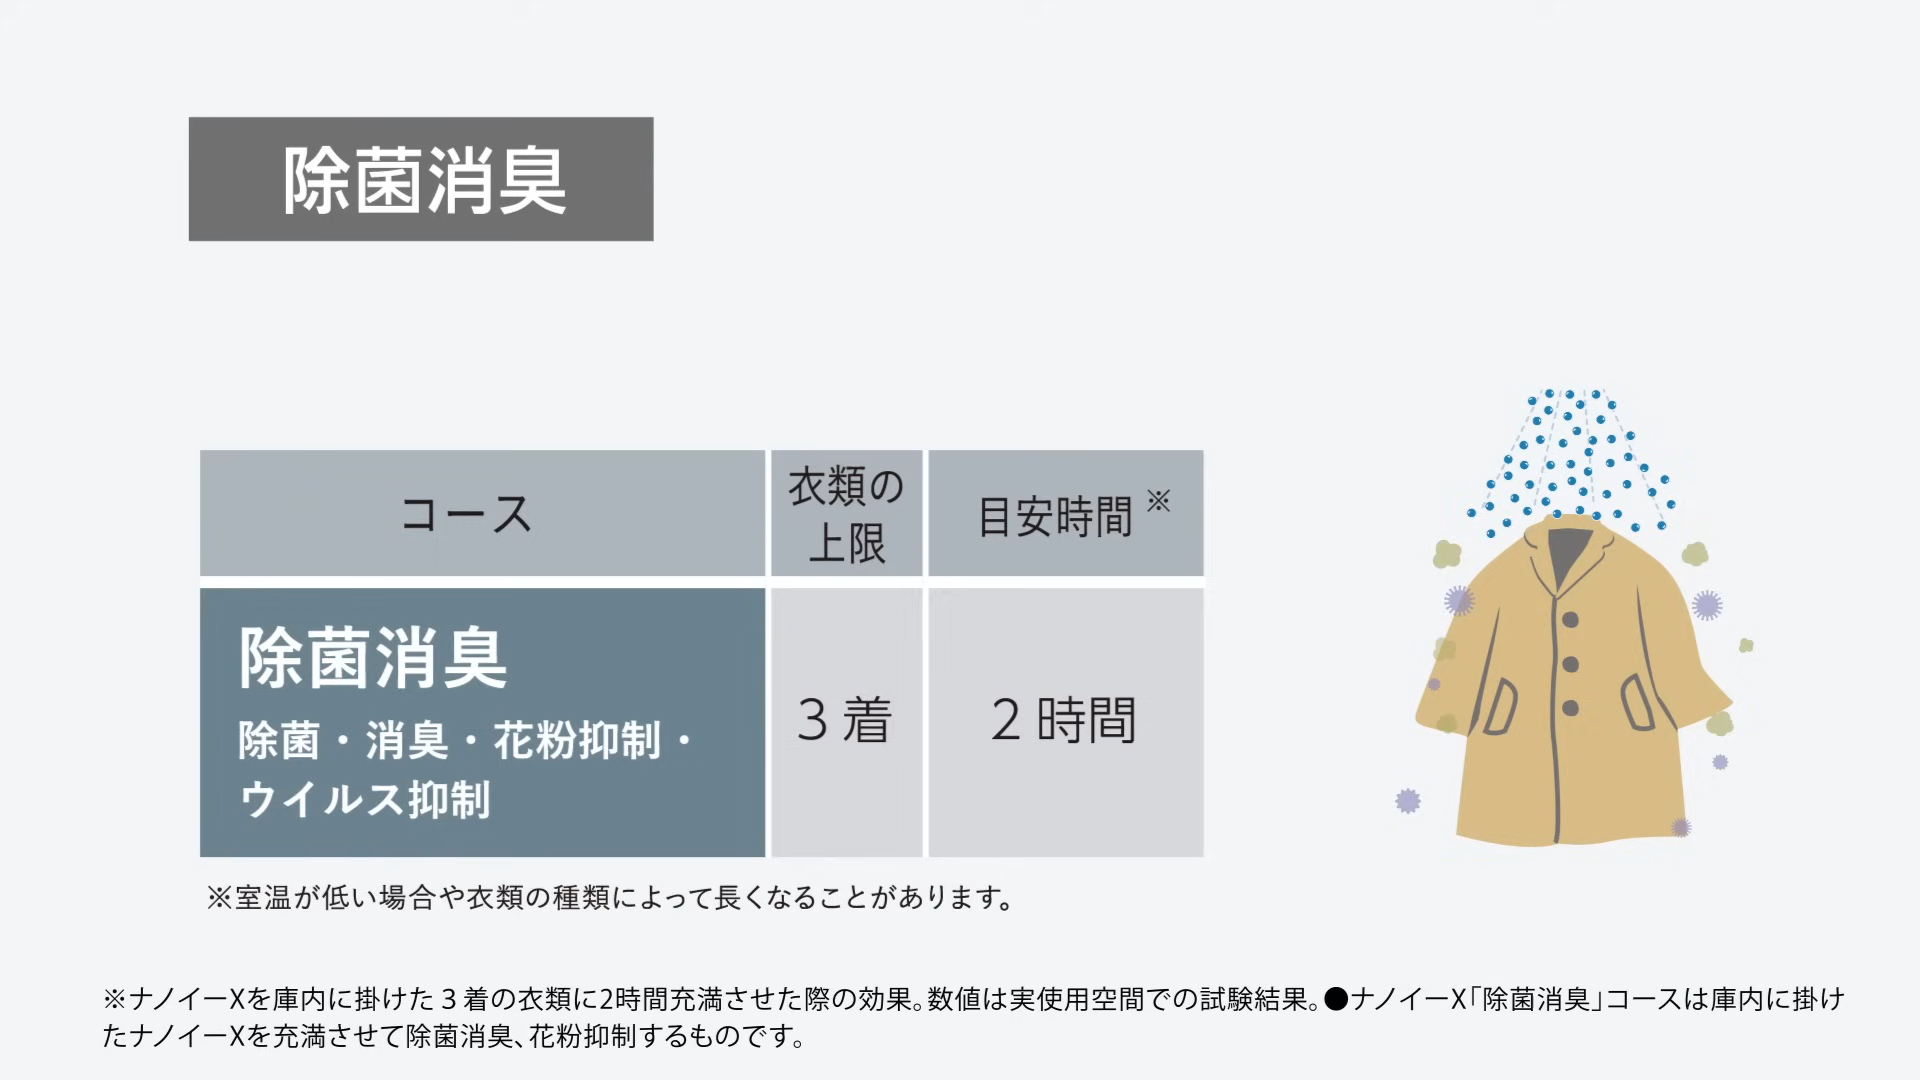 除菌消臭
コース
衣類の
上限
目安時間※
除菌消臭
除菌・消臭・花粉抑制・
ウイルス抑制
3着
2時間
※室温が低い場合や衣類の種類によって長くなることがあります。
※ナノイーXを庫内に掛けた3着の衣類に2時間充満させた際の効果。数値は実使用空間での試験結果。●ナノイーX「除菌消臭」コースは庫内に掛け
たナノイーXを充満させて除菌消臭、花粉抑制するものです。